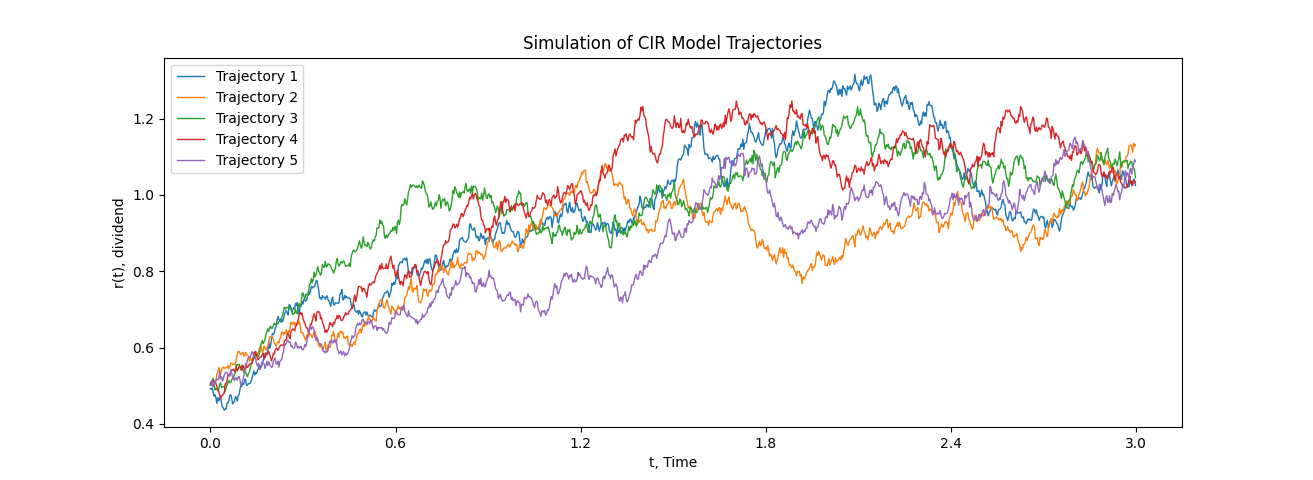 Simulation of CIR Model Trajectories
Trajectory 1
Trajectory 2
Trajectory 3
Trajectory 4
Trajectory 5
r(t), dividend
1.2
1.0
0.8
0.6
0.4
0.0 0.6 1.2 1.8 2.4 3.0
t, Time